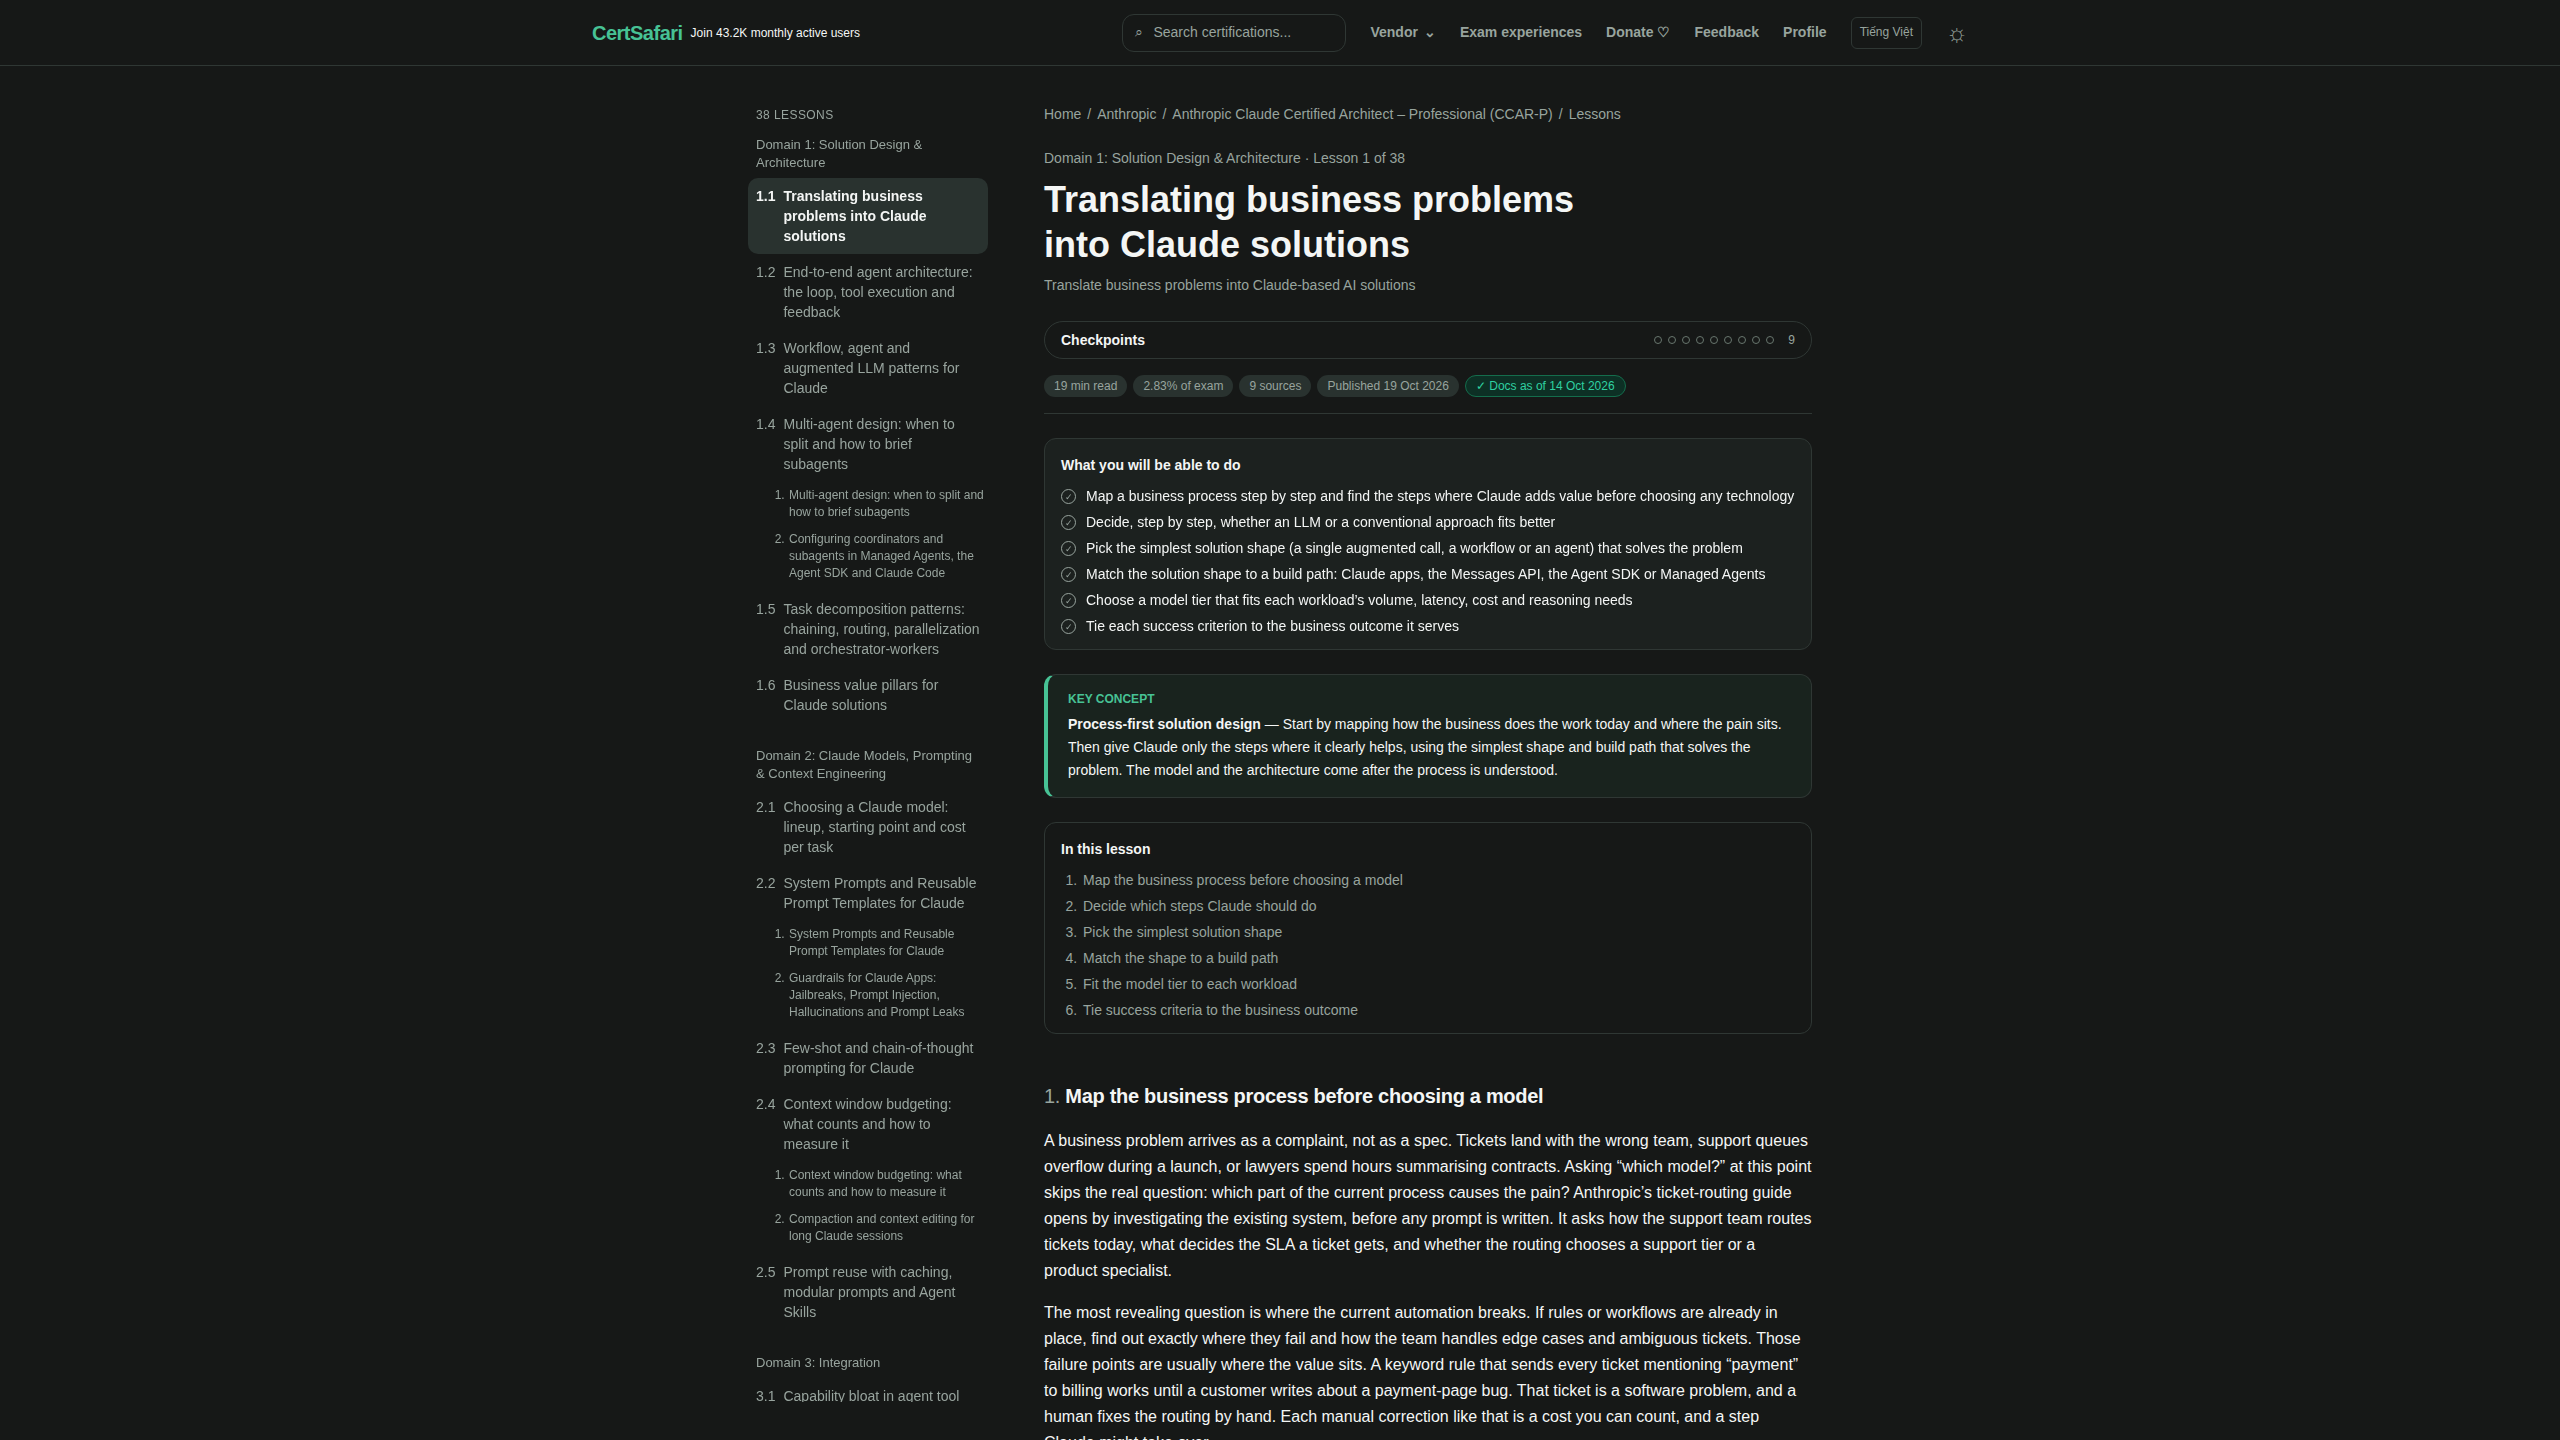 CertSafari Join 43.2K monthly active users
Search certifications...
Vendor
Exam experiences
Donate ♡
Feedback
Profile
Tiếng Việt
38 LESSONS
Domain 1: Solution Design &
Architecture
1.1 Translating business
problems into Claude
solutions
1.2 End-to-end agent architecture:
the loop, tool execution and
feedback
1.3 Workflow, agent and
augmented LLM patterns for
Claude
1.4 Multi-agent design: when to
split and how to brief
subagents
1. Multi-agent design: when to split and
how to brief subagents
2. Configuring coordinators and
subagents in Managed Agents, the
Agent SDK and Claude Code
1.5 Task decomposition patterns:
chaining, routing, parallelization
and orchestrator-workers
1.6 Business value pillars for
Claude solutions
Domain 2: Claude Models, Prompting
& Context Engineering
2.1 Choosing a Claude model:
lineup, starting point and cost
per task
2.2 System Prompts and Reusable
Prompt Templates for Claude
1. System Prompts and Reusable
Prompt Templates for Claude
2. Guardrails for Claude Apps:
Jailbreaks, Prompt Injection,
Hallucinations and Prompt Leaks
2.3 Few-shot and chain-of-thought
prompting for Claude
2.4 Context window budgeting:
what counts and how to
measure it
1. Context window budgeting: what
counts and how to measure it
2. Compaction and context editing for
long Claude sessions
2.5 Prompt reuse with caching,
modular prompts and Agent
Skills
Domain 3: Integration
3.1 Capability bloat in agent tool
Home / Anthropic / Anthropic Claude Certified Architect – Professional (CCAR-P) / Lessons
Domain 1: Solution Design & Architecture · Lesson 1 of 38
Translating business problems
into Claude solutions
Translate business problems into Claude-based AI solutions
Checkpoints 9
19 min read
2.83% of exam
9 sources
Published 19 Oct 2026
✓ Docs as of 14 Oct 2026
What you will be able to do
Map a business process step by step and find the steps where Claude adds value before choosing any technology
Decide, step by step, whether an LLM or a conventional approach fits better
Pick the simplest solution shape (a single augmented call, a workflow or an agent) that solves the problem
Match the solution shape to a build path: Claude apps, the Messages API, the Agent SDK or Managed Agents
Choose a model tier that fits each workload’s volume, latency, cost and reasoning needs
Tie each success criterion to the business outcome it serves
KEY CONCEPT
Process-first solution design — Start by mapping how the business does the work today and where the pain sits.
Then give Claude only the steps where it clearly helps, using the simplest shape and build path that solves the
problem. The model and the architecture come after the process is understood.
In this lesson
1. Map the business process before choosing a model
2. Decide which steps Claude should do
3. Pick the simplest solution shape
4. Match the shape to a build path
5. Fit the model tier to each workload
6. Tie success criteria to the business outcome
1. Map the business process before choosing a model
A business problem arrives as a complaint, not as a spec. Tickets land with the wrong team, support queues
overflow during a launch, or lawyers spend hours summarising contracts. Asking “which model?” at this point
skips the real question: which part of the current process causes the pain? Anthropic’s ticket-routing guide
opens by investigating the existing system, before any prompt is written. It asks how the support team routes
tickets today, what decides the SLA a ticket gets, and whether the routing chooses a support tier or a
product specialist.
The most revealing question is where the current automation breaks. If rules or workflows are already in
place, find out exactly where they fail and how the team handles edge cases and ambiguous tickets. Those
failure points are usually where the value sits. A keyword rule that sends every ticket mentioning “payment”
to billing works until a customer writes about a payment-page bug. That ticket is a software problem, and a
human fixes the routing by hand. Each manual correction like that is a cost you can count, and a step